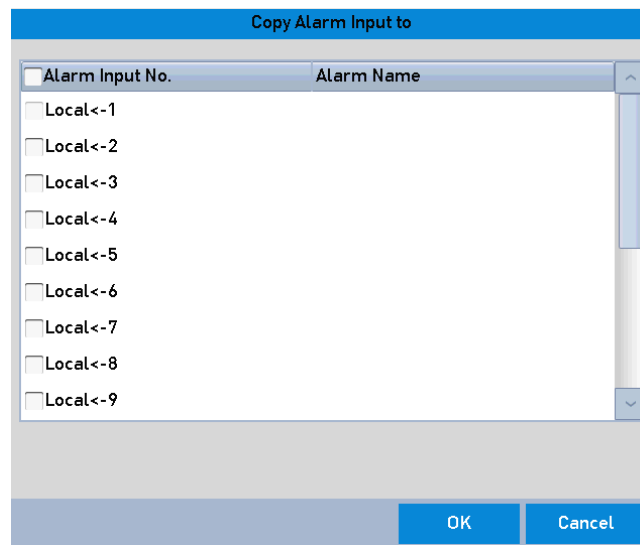 Copy Alarm Input to
Alarm Input No. Alarm Name
Local<-1
Local<-2
Local<-3
Local<-4
Local<-5
Local<-6
Local<-7
Local<-8
Local<-9
OK Cancel